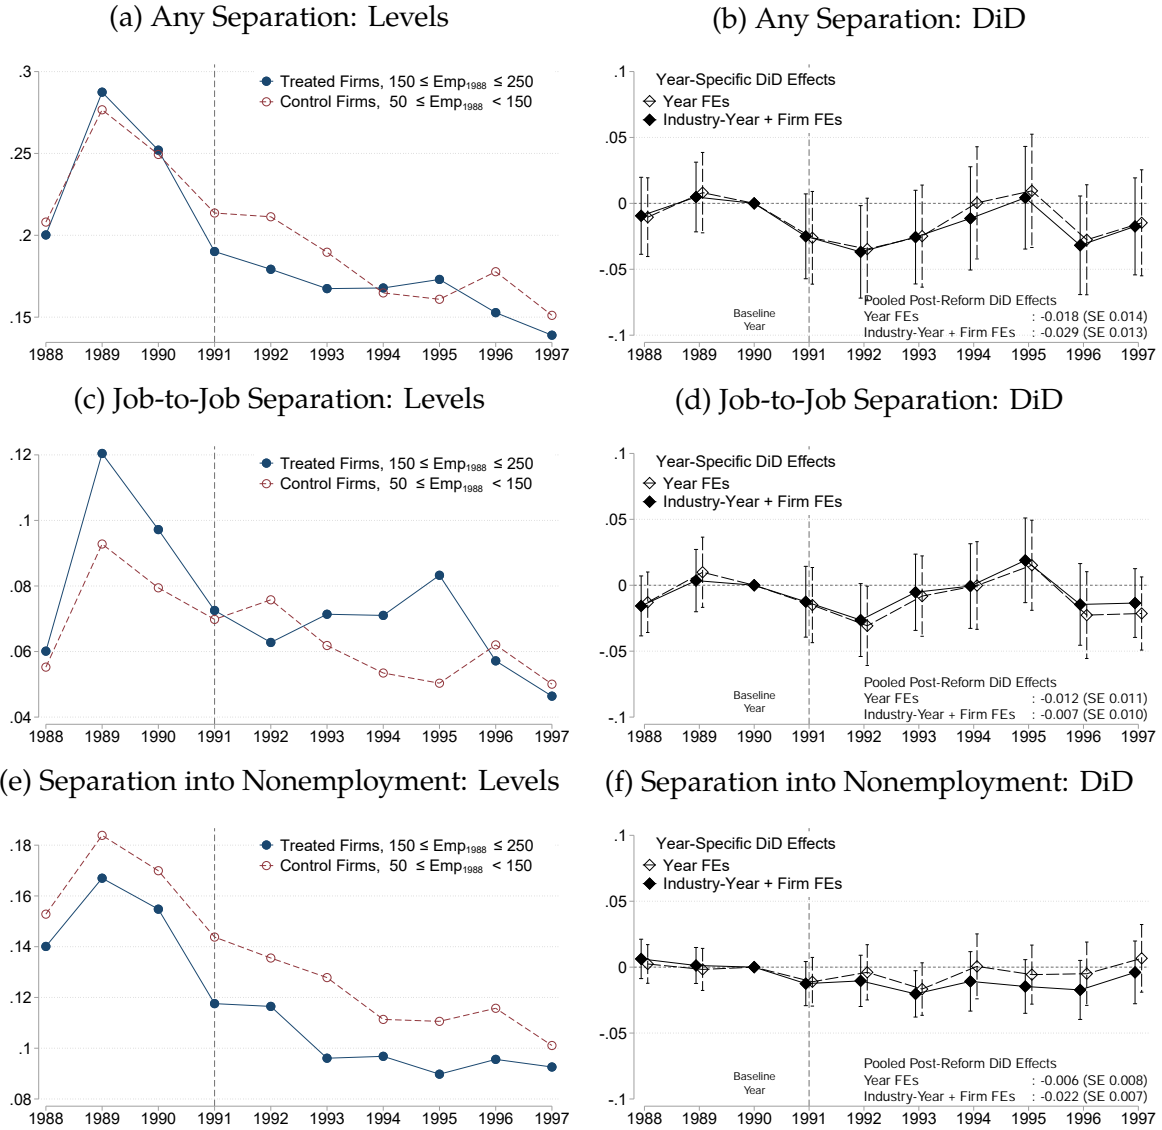 (a) Any Separation: Levels
.3
.25
.2
.15
Treated Firms, 150 ≤ Emp1988 ≤ 250
Control Firms, 50 ≤ Emp1988 < 150
1988 1989 1990 1991 1992 1993 1994 1995 1996 1997
(b) Any Separation: DiD
.1
.05
0
-.05
-.1
Year-Specific DiD Effects
Year FEs
Industry-Year + Firm FEs
Baseline
Year
Pooled Post-Reform DiD Effects
Year FEs : -0.018 (SE 0.014)
Industry-Year + Firm FEs : -0.029 (SE 0.013)
1988 1989 1990 1991 1992 1993 1994 1995 1996 1997
(c) Job-to-Job Separation: Levels
.12
.1
.08
.06
.04
Treated Firms, 150 ≤ Emp1988 ≤ 250
Control Firms, 50 ≤ Emp1988 < 150
1988 1989 1990 1991 1992 1993 1994 1995 1996 1997
(d) Job-to-Job Separation: DiD
.1
.05
0
-.05
-.1
Year-Specific DiD Effects
Year FEs
Industry-Year + Firm FEs
Baseline
Year
Pooled Post-Reform DiD Effects
Year FEs : -0.012 (SE 0.011)
Industry-Year + Firm FEs : -0.007 (SE 0.010)
1988 1989 1990 1991 1992 1993 1994 1995 1996 1997
(e) Separation into Nonemployment: Levels
.18
.16
.14
.12
.1
.08
Treated Firms, 150 ≤ Emp1988 ≤ 250
Control Firms, 50 ≤ Emp1988 < 150
1988 1989 1990 1991 1992 1993 1994 1995 1996 1997
(f) Separation into Nonemployment: DiD
.1
.05
0
-.05
-.1
Year-Specific DiD Effects
Year FEs
Industry-Year + Firm FEs
Baseline
Year
Pooled Post-Reform DiD Effects
Year FEs : -0.006 (SE 0.008)
Industry-Year + Firm FEs : -0.022 (SE 0.007)
1988 1989 1990 1991 1992 1993 1994 1995 1996 1997